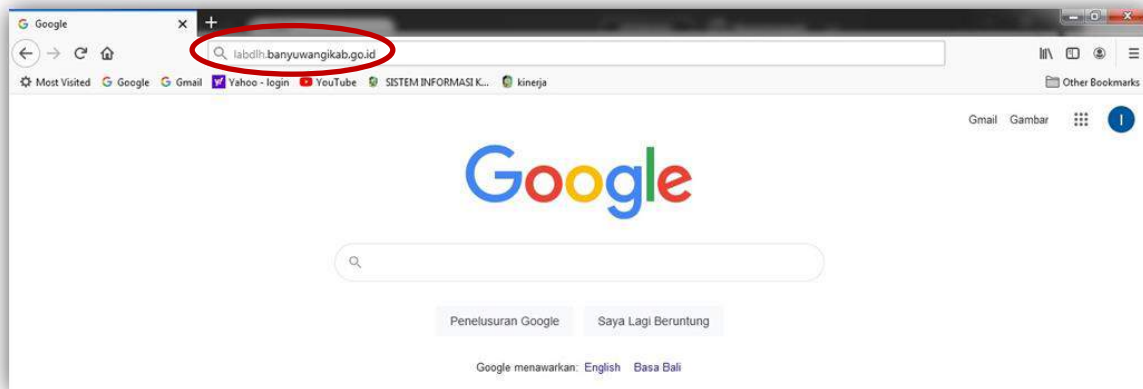 Google
labdlh.banyuwangikab.go.id
Most Visited Google Gmail Yahoo - login YouTube SISTEM INFORMASI K... kinerja Other Bookmarks
Gmail Gambar I
Google
Penelusuran Google Saya Lagi Beruntung
Google menawarkan: English Basa Bali